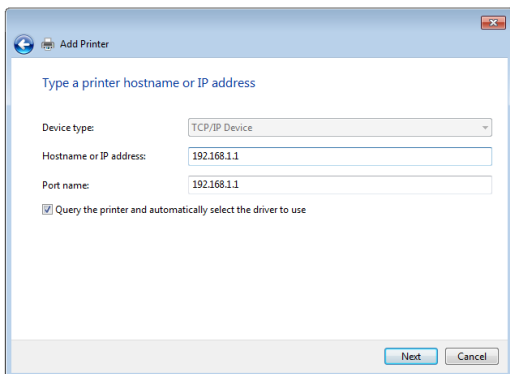 Add Printer
Type a printer hostname or IP address
Device type: TCP/IP Device
Hostname or IP address: 192.168.1.1
Port name: 192.168.1.1
Query the printer and automatically select the driver to use
Next Cancel